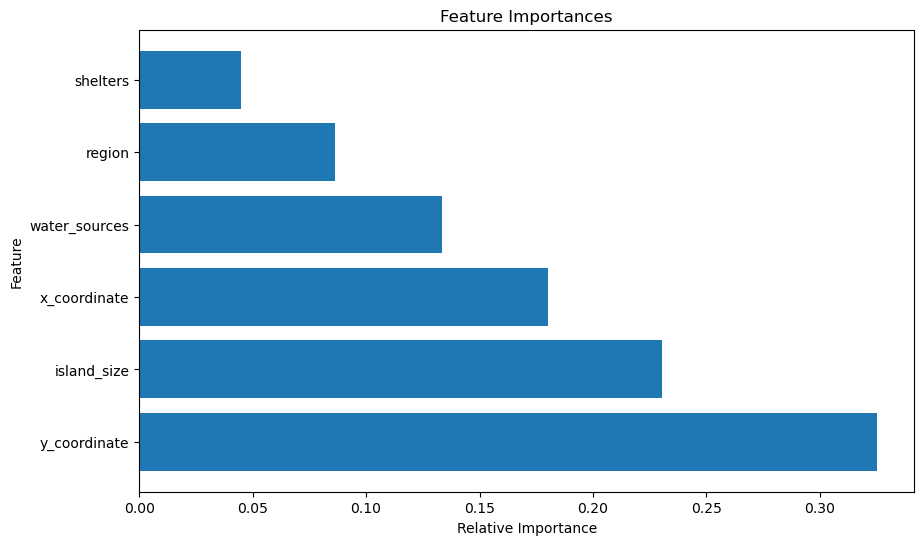 Feature Importances
shelters
region
water_sources
x_coordinate
island_size
y_coordinate
Feature
0.00 0.05 0.10 0.15 0.20 0.25 0.30
Relative Importance